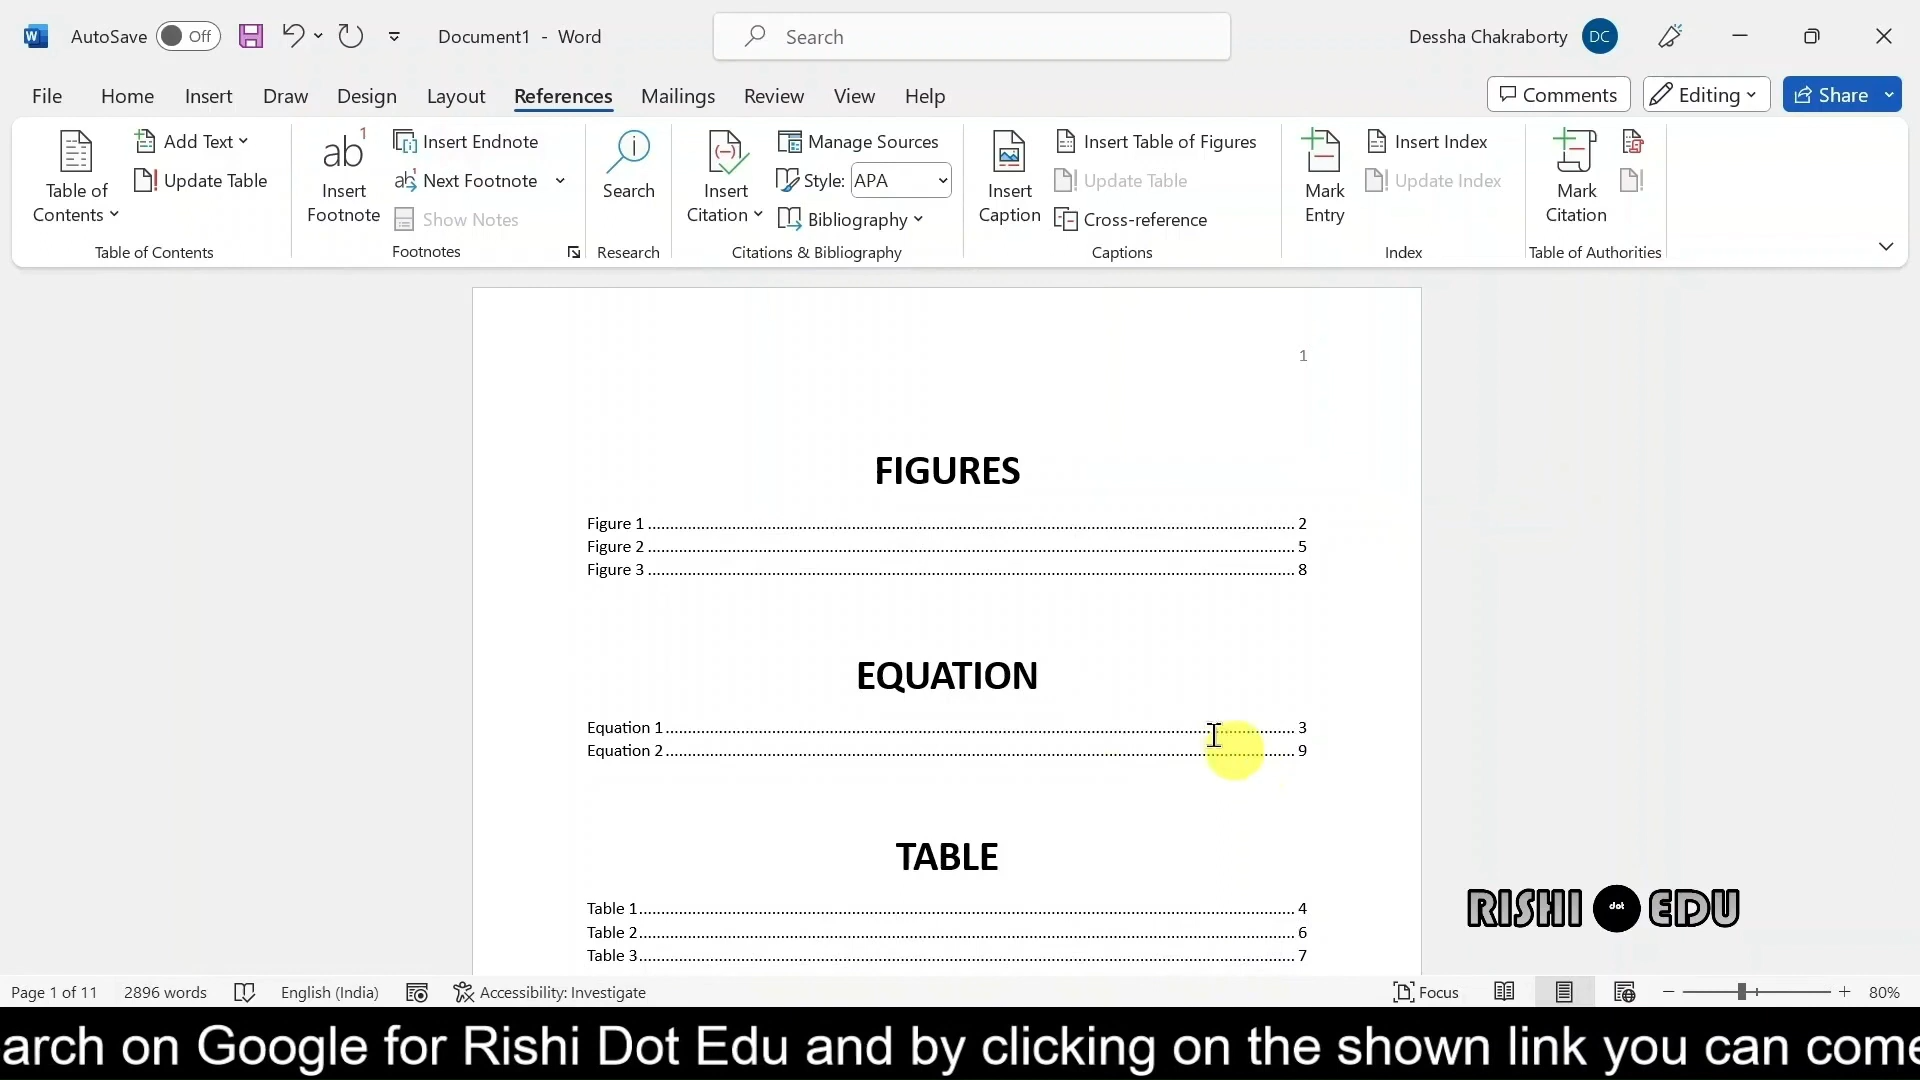 AutoSave Off Document1 - Word Search Dessha Chakraborty DC
File Home Insert Draw Design Layout References Mailings Review View Help Comments Editing Share
Table of Contents
Add Text
Update Table
Table of Contents
ab1
Insert Footnote
Insert Endnote
Next Footnote
Show Notes
Footnotes
Search
Research
Insert Citation
Manage Sources
Style: APA
Bibliography
Citations & Bibliography
Insert Caption
Insert Table of Figures
Update Table
Cross-reference
Captions
Mark Entry
Insert Index
Update Index
Index
Mark Citation
Table of Authorities
1
FIGURES
Figure 1 2
Figure 2 5
Figure 3 8
EQUATION
Equation 1 3
Equation 2 9
TABLE
Table 1 4
Table 2 6
Table 3 7
RISHI dot EDU
Page 1 of 11 2896 words English (India) Accessibility: Investigate Focus 80%
arch on Google for Rishi Dot Edu and by clicking on the shown link you can come